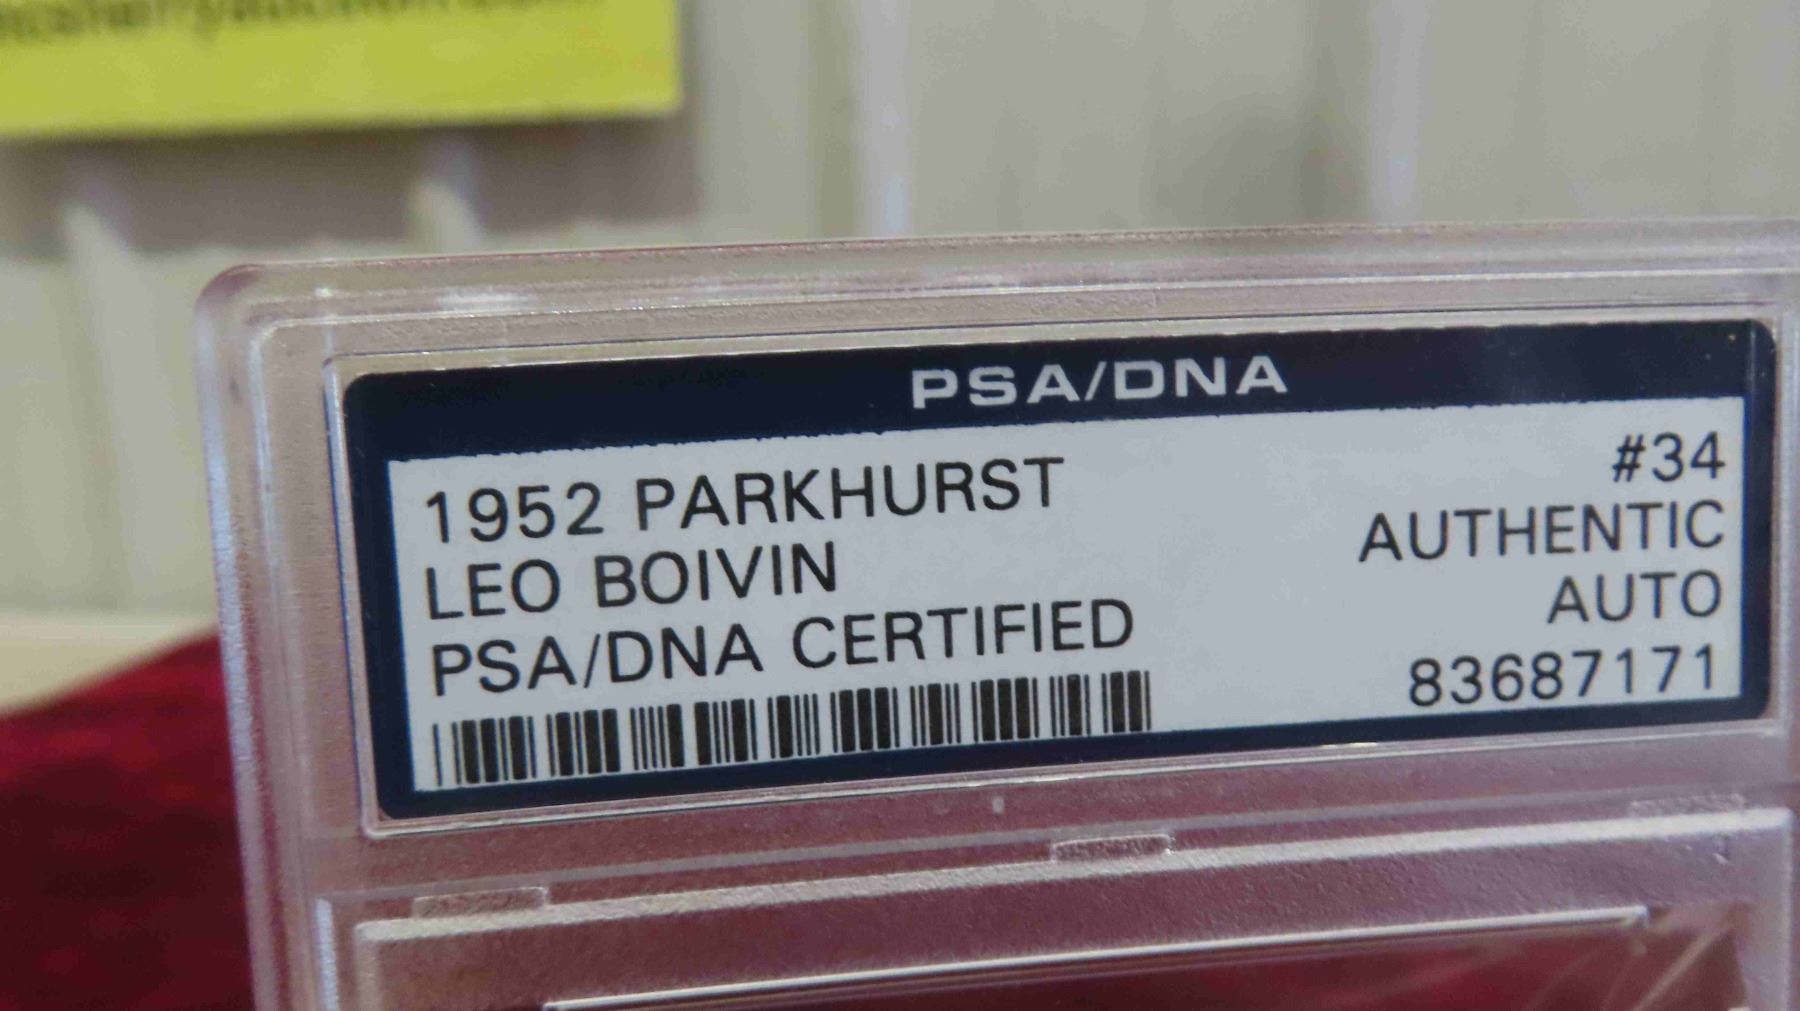 PSA/DNA
1952 PARKHURST
LEO BOIVIN
PSA/DNA CERTIFIED
#34
AUTHENTIC
AUTO
83687171